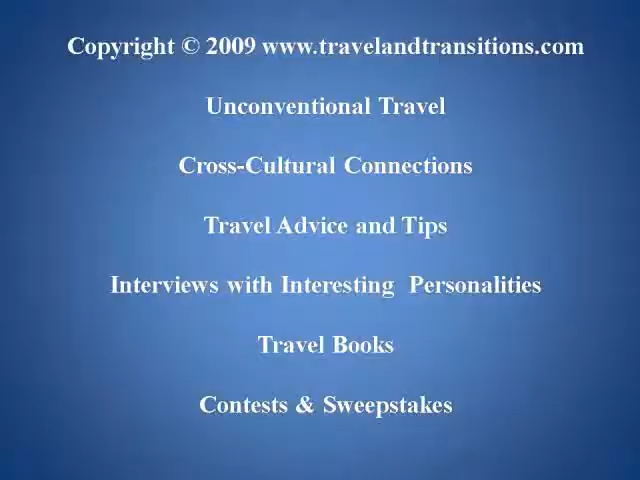 Copyright © 2009 www.travelandtransitions.com
Unconventional Travel
Cross-Cultural Connections
Travel Advice and Tips
Interviews with Interesting  Personalities
Travel Books
Contests & Sweepstakes